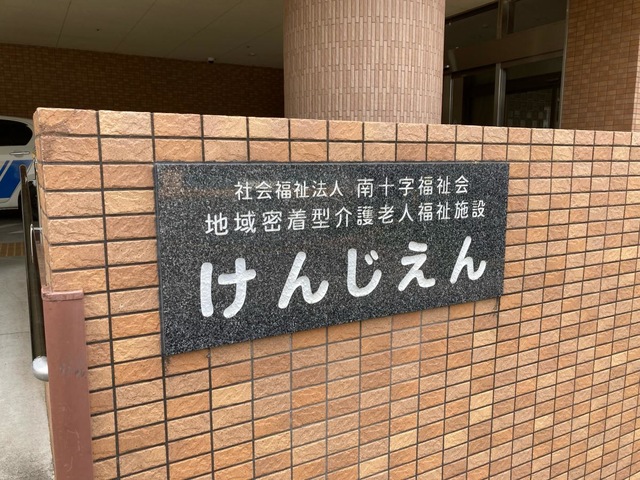 社会福祉法人 南十字福祉会
地域密着型介護老人福祉施設
けんじえん